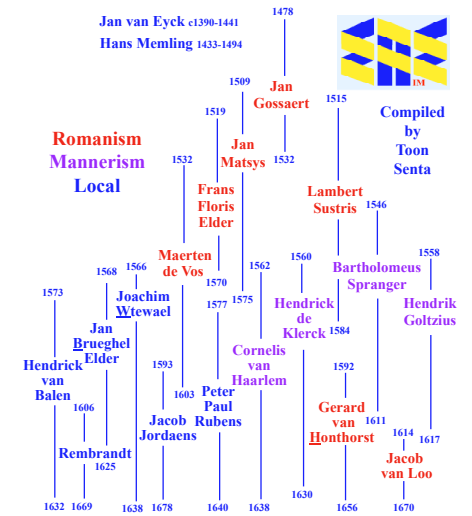 Jan van Eyck c1390-1441
Hans Memling 1433-1494
1478
IM
Jan
Gossaert
1532
Compiled
by
Toon
Senta
Romanism
Mannerism
Local
1509
Jan
Matsys
1575
1519
Frans
Floris
Elder
1570
1515
Lambert
Sustris
1584
1532
Maerten
de Vos
1603
1546
Bartholomeus
Spranger
1611
1558
Hendrik
Goltzius
1617
1560
Hendrick
de
Klerck
1630
1562
Cornelis
van
Haarlem
1638
1566
Joachim
Wtewael
1638
1568
Jan
Brueghel
Elder
1625
1573
Hendrick
van
Balen
1632
1577
Peter
Paul
Rubens
1640
1592
Gerard
van
Honthorst
1656
1593
Jacob
Jordaens
1678
1606
Rembrandt
1669
1614
Jacob
van Loo
1670